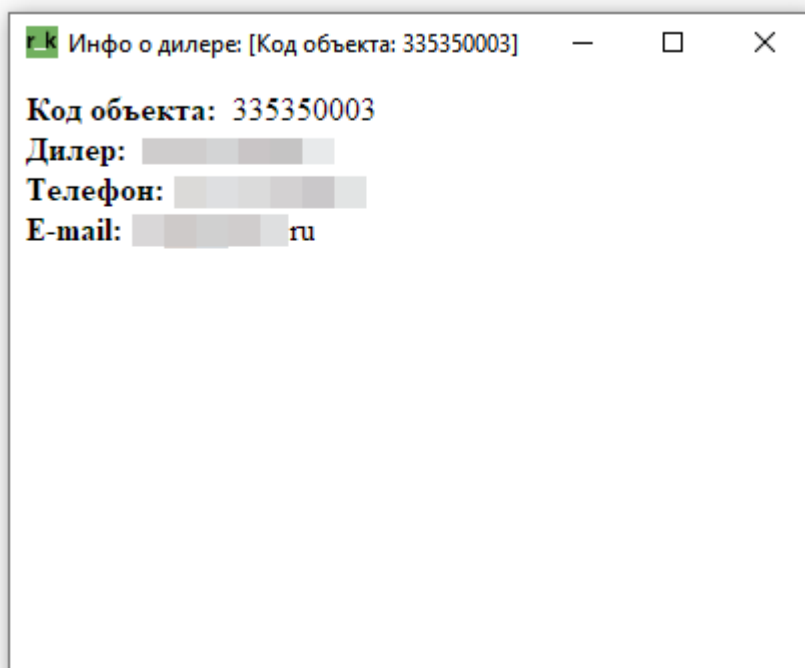 r_k Инфо о дилере: [Код объекта: 335350003]
Код объекта: 335350003
Дилер:
Телефон:
E-mail: ru